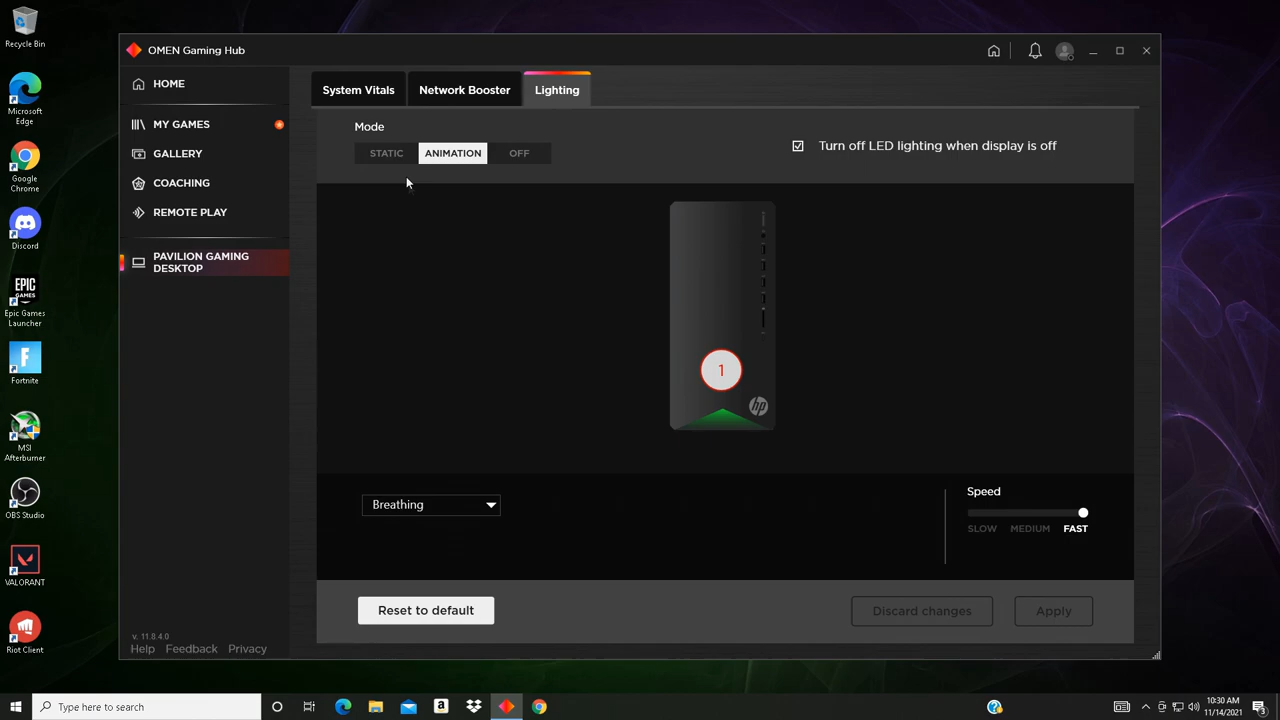 Recycle Bin
Microsoft
Edge
Google
Chrome
Discord
EPIC
GAMES
Epic Games
Launcher
Fortnite
MSI
Afterburner
OBS Studio
VALORANT
Riot Client
OMEN Gaming Hub
HOME
MY GAMES
GALLERY
COACHING
REMOTE PLAY
PAVILION GAMING
DESKTOP
v. 11.8.4.0
Help Feedback Privacy
System Vitals Network Booster Lighting
Mode
STATIC ANIMATION OFF
Turn off LED lighting when display is off
1
hp
Breathing
Speed
SLOW MEDIUM FAST
Reset to default
Discard changes Apply
Type here to search
10:30 AM
11/14/2021
3